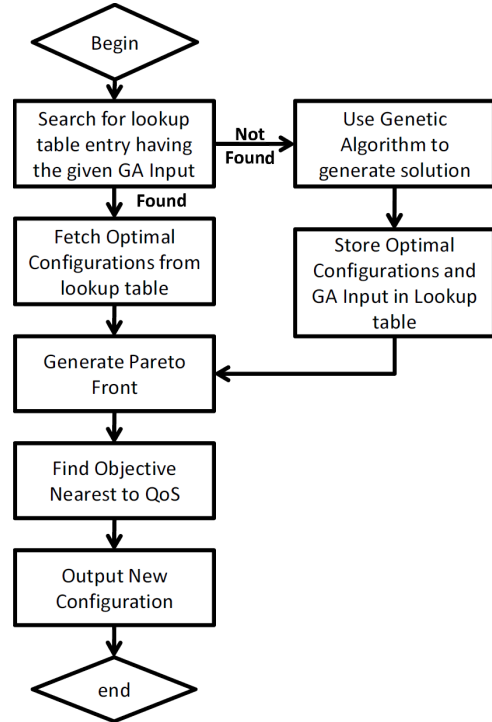 Begin
Search for lookup
table entry having
the given GA Input
Not
Found
Use Genetic
Algorithm to
generate solution
Found
Fetch Optimal
Configurations from
lookup table
Store Optimal
Configurations and
GA Input in Lookup
table
Generate Pareto
Front
Find Objective
Nearest to QoS
Output New
Configuration
end